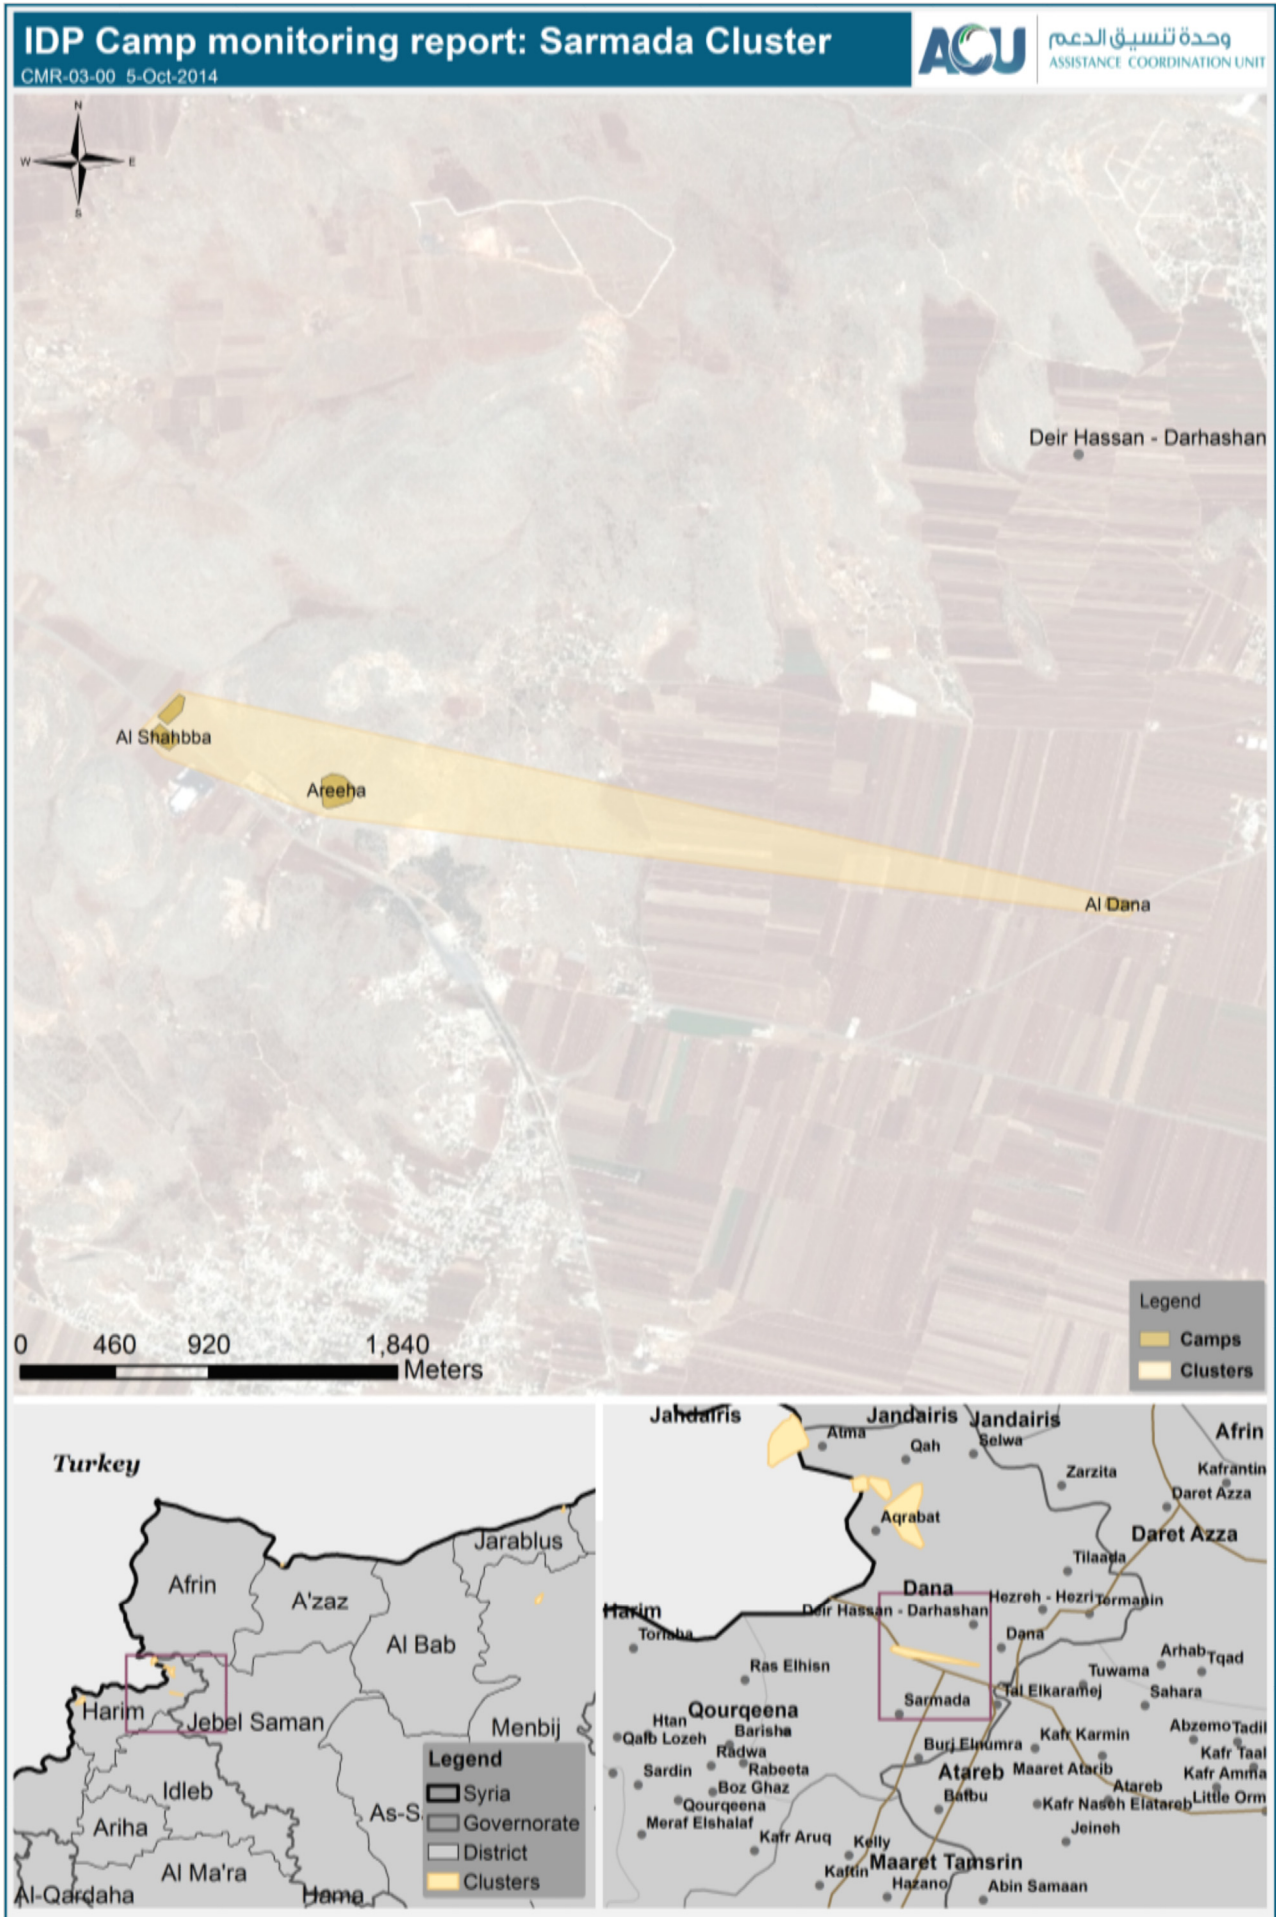 IDP Camp monitoring report: Sarmada Cluster
CMR-03-00 5-Oct-2014
ACU
وحدة تنسيق الدعم
ASSISTANCE COORDINATION UNIT
N
W
E
S
Deir Hassan - Darhashan
Al Shahbba
Areeha
Al Dana
0 460 920 1,840
Meters
Legend
Camps
Clusters
Turkey
Jarablus
Afrin
A'zaz
Al Bab
Harim
Jebel Saman
Menbij
Idleb
As-S
Ariha
Al Ma'ra
Al-Qardaha
Hama
Legend
Syria
Governorate
District
Clusters
Jandairis
Jandairis
Jandairis
Atma
Qah
Selwa
Afrin
Zarzita
Kafrantin
Daret Azza
Aqrabat
Daret Azza
Tilaada
Dana
Hezreh - Hezri
Termanin
Harim
Deir Hassan - Darhashan
Torlaha
Dana
Arhab
Tqad
Ras Elhisn
Tuwama
Tal Elkaramej
Sahara
Sarmada
Qourqeena
Htan
Barisha
Qalb Lozeh
Abzemo
Tadil
Kafr Karmin
Burj Elnumra
Radwa
Kafr Taal
Sardin
Rabeeta
Atareb
Maaret Atarib
Kafr Amma
Boz Ghaz
Atareb
Qourqeena
Batbu
Kafr Naseh Elatareb
Little Orm
Meraf Elshalaf
Jeineh
Kafr Aruq
Kelly
Maaret Tamsrin
Kaftin
Hazano
Abin Samaan